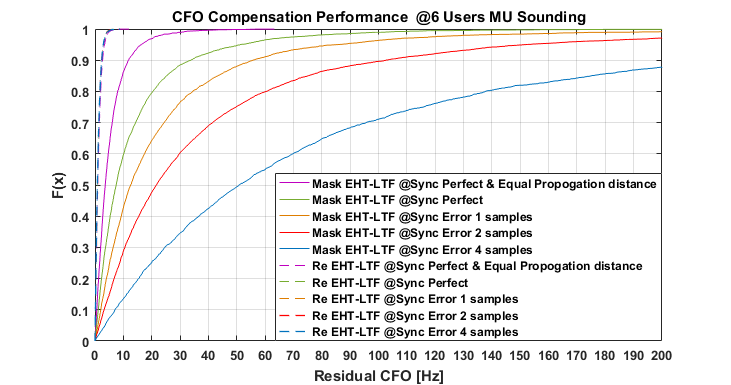 CFO Compensation Performance @6 Users MU Sounding
1
0.9
0.8
0.7
0.6
0.5
0.4
0.3
0.2
0.1
0
F(x)
Mask EHT-LTF @Sync Perfect & Equal Propogation distance
Mask EHT-LTF @Sync Perfect
Mask EHT-LTF @Sync Error 1 samples
Mask EHT-LTF @Sync Error 2 samples
Mask EHT-LTF @Sync Error 4 samples
Re EHT-LTF @Sync Perfect & Equal Propogation distance
Re EHT-LTF @Sync Perfect
Re EHT-LTF @Sync Error 1 samples
Re EHT-LTF @Sync Error 2 samples
Re EHT-LTF @Sync Error 4 samples
0 10 20 30 40 50 60 70 80 90 100 110 120 130 140 150 160 170 180 190 200
Residual CFO [Hz]